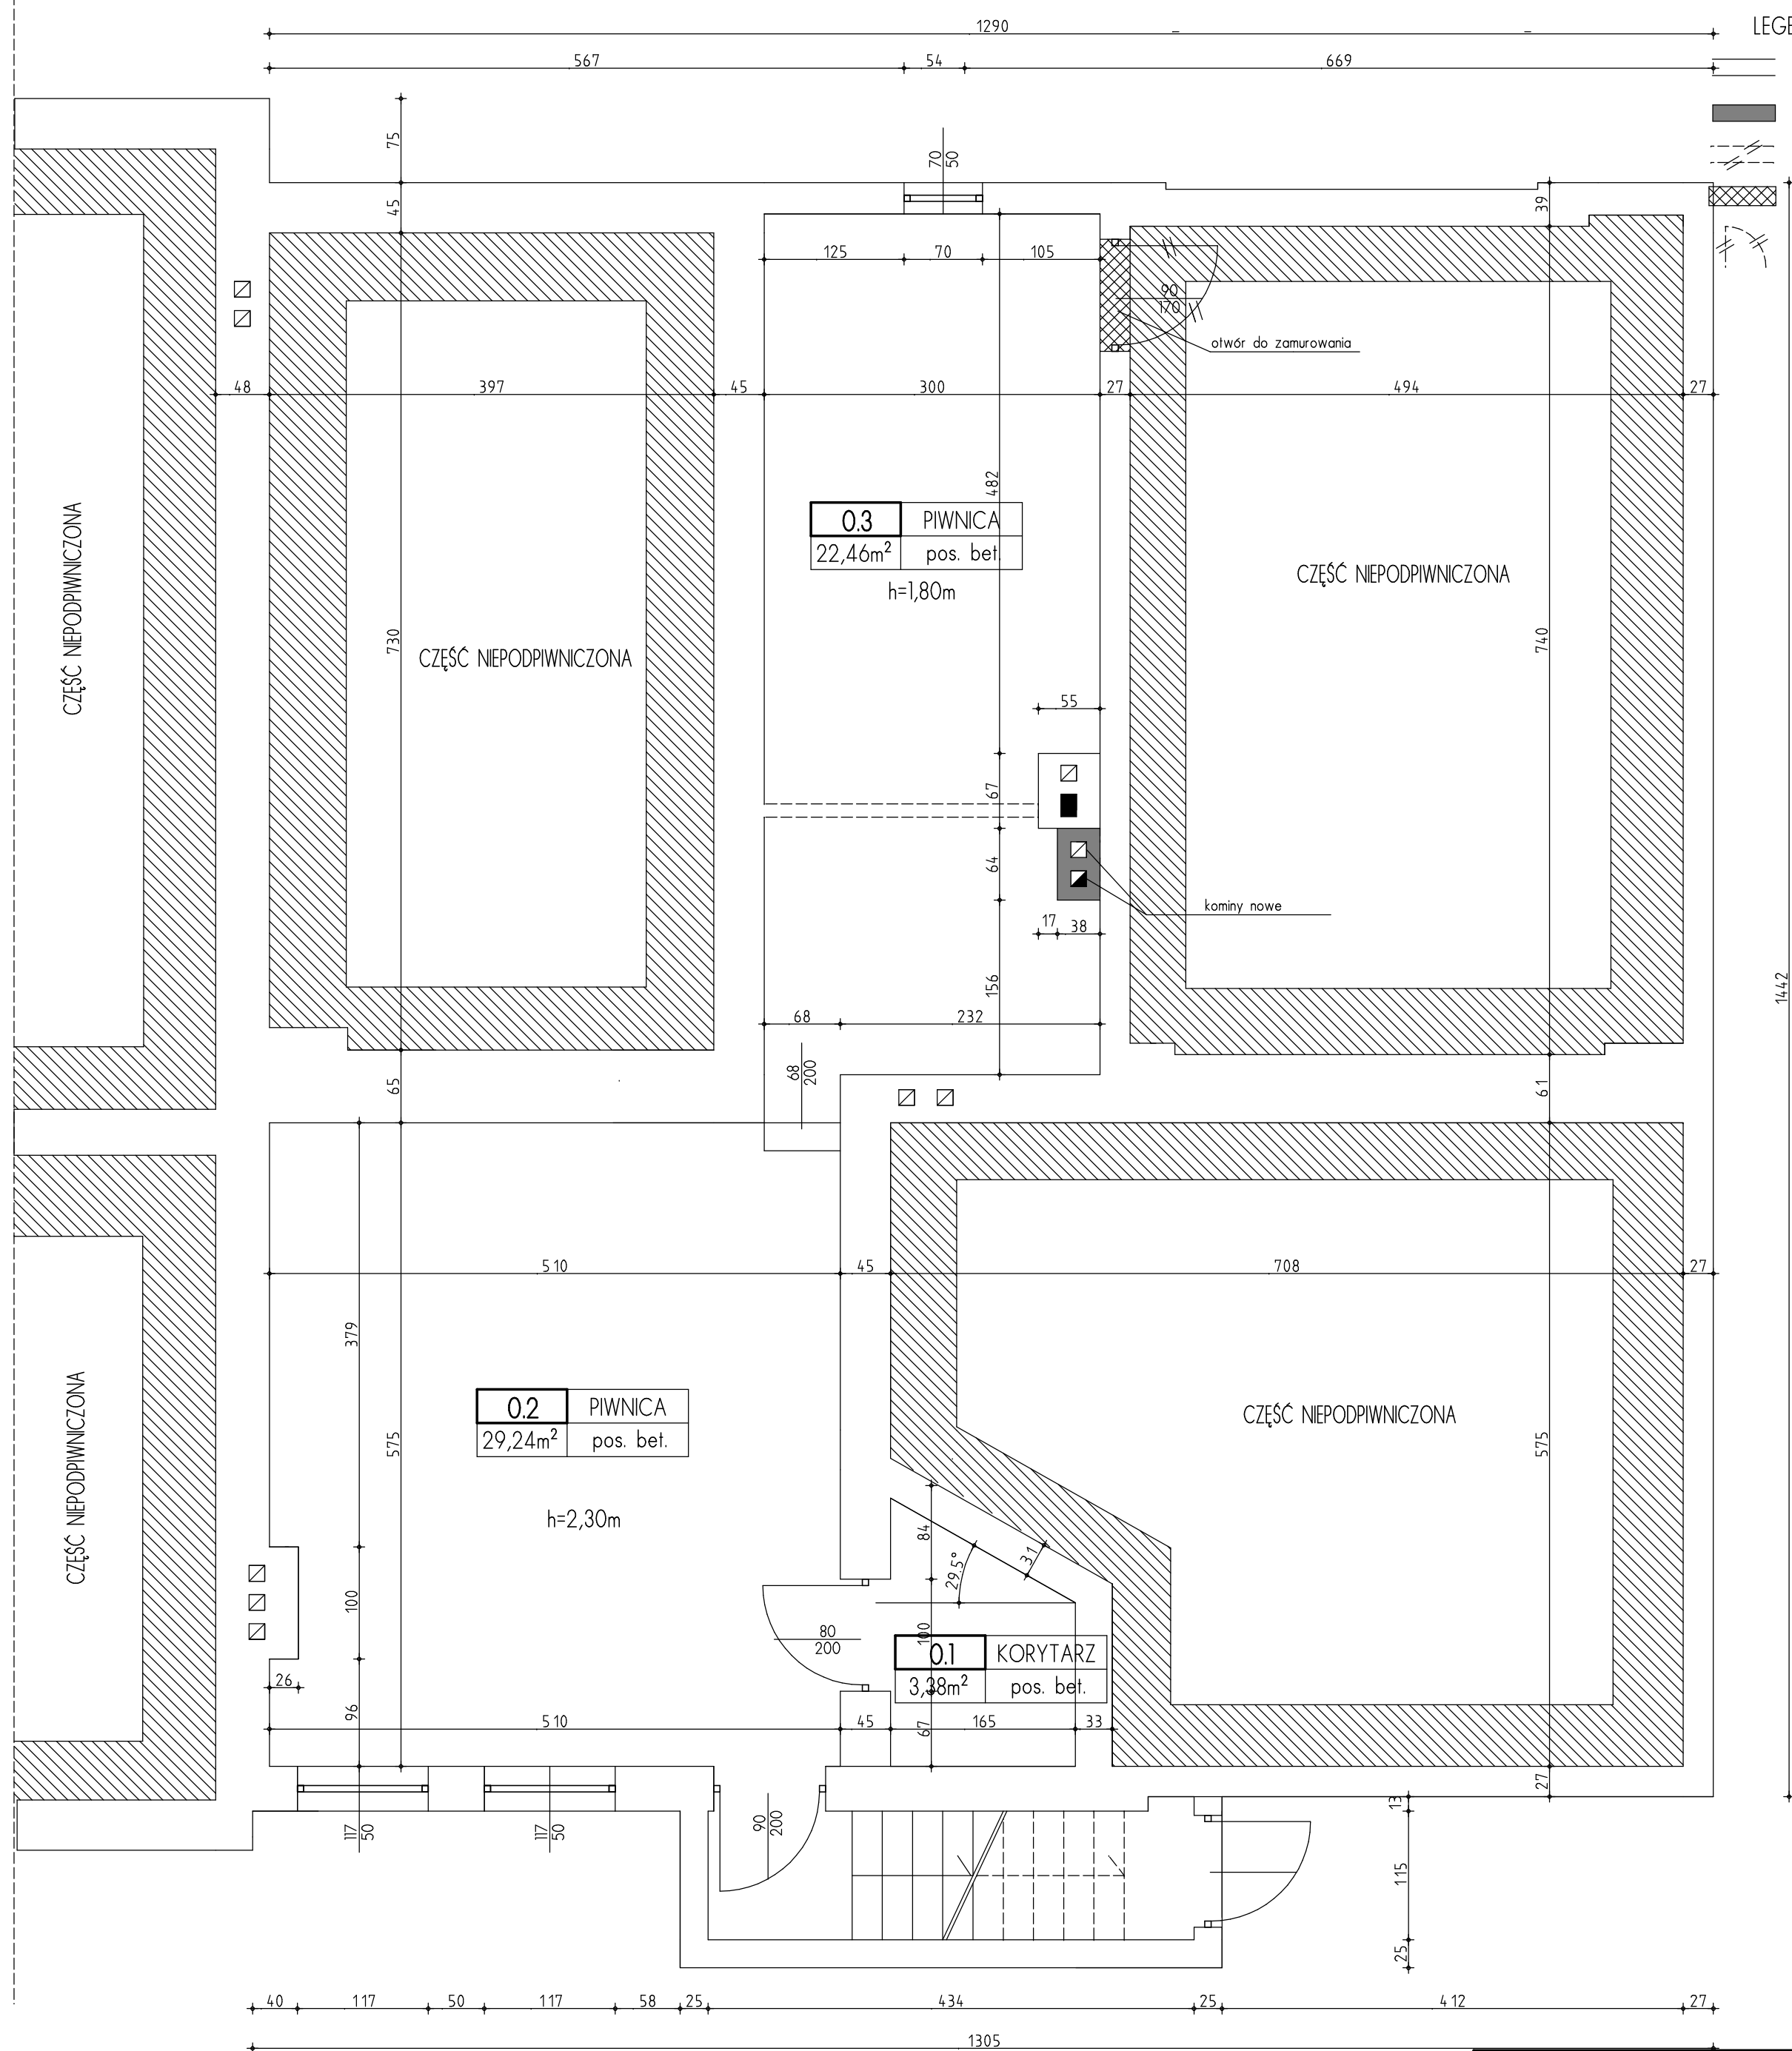 1290
LEGE
567 54 669
75
70
50
45
39
125 70 105
90
170
otwór do zamurowania
48 397 45 300 27 494 27
482
0.3 PIWNICA
22,46m² pos. bet.
h=1,80m
CZĘŚĆ NIEPODPIWNICZONA
CZĘŚĆ NIEPODPIWNICZONA
730
CZĘŚĆ NIEPODPIWNICZONA
740
55
67
64
kominy nowe
17 38
156
1442
68 232
68
200
65
61
510 45 708 27
379
0.2 PIWNICA
29,24m² pos. bet.
575
CZĘŚĆ NIEPODPIWNICZONA
CZĘŚĆ NIEPODPIWNICZONA
575
h=2,30m
84
29.5°
31
100
80
200
100
0.1 KORYTARZ
3,38m² pos. bet.
26
96
510 45 165 33
67
27
13
117
50
117
50
90
200
115
25
40 117 50 117 58 25 434 25 412 27
1305